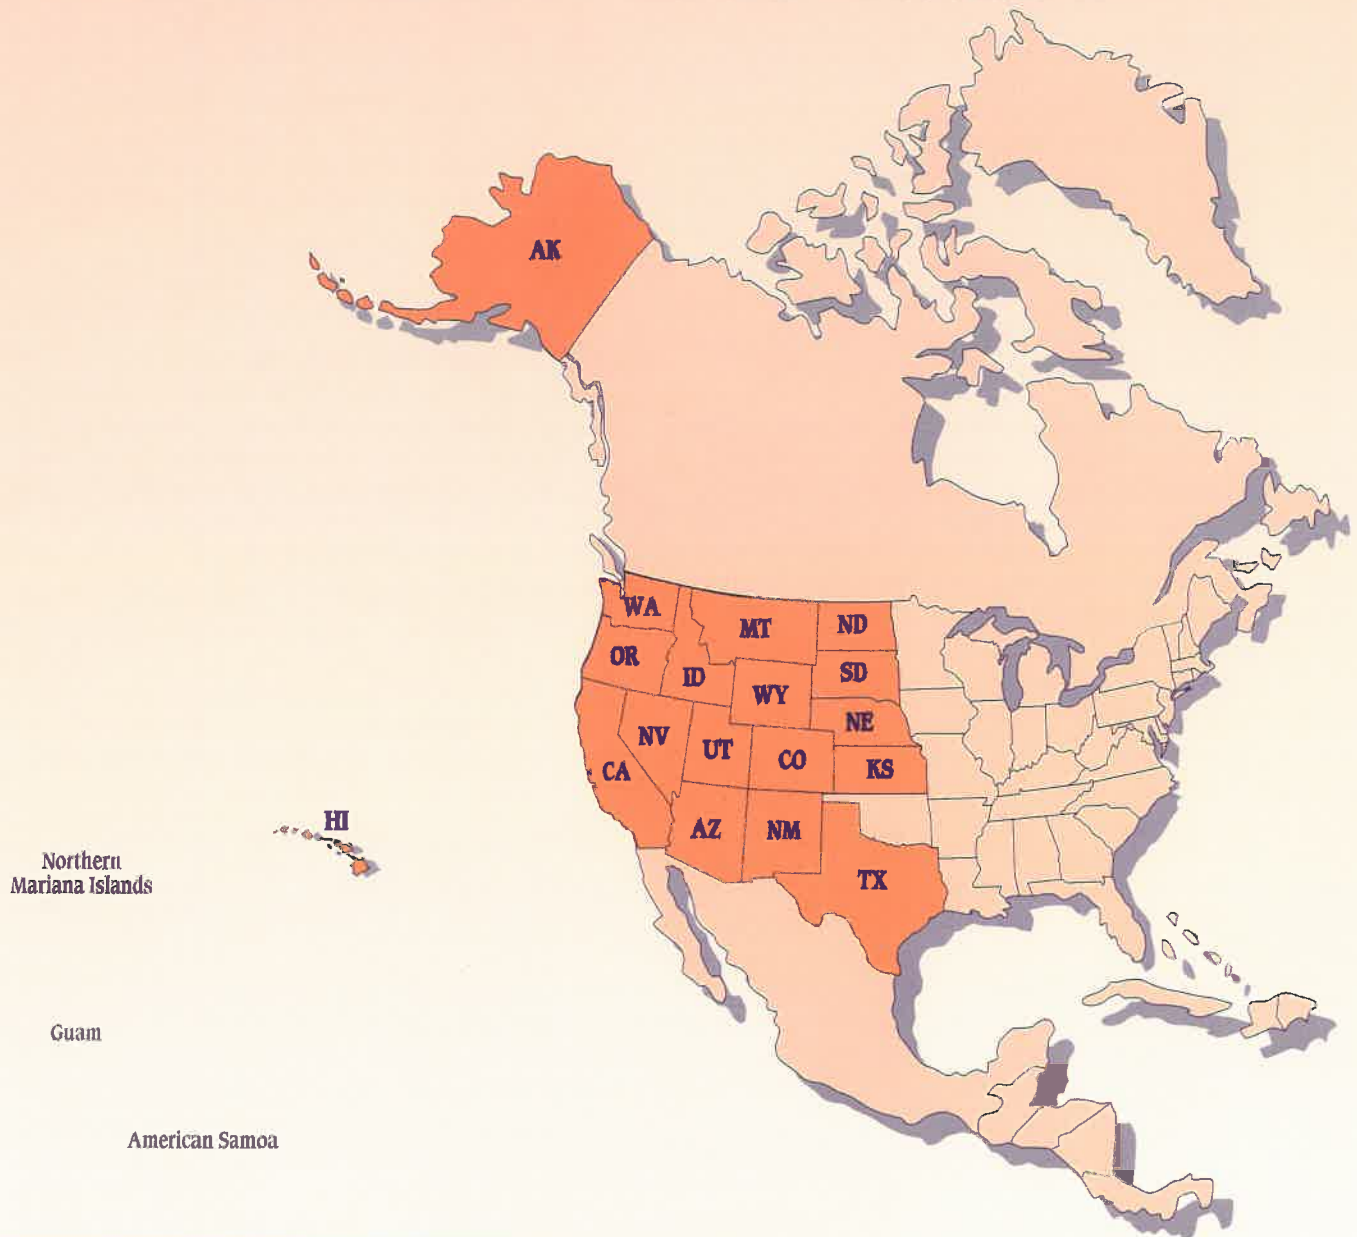 AK
WA
MT
ND
OR
ID
SD
WY
NE
NV
UT
CO
KS
CA
HI
AZ
NM
TX
Northern
Mariana Islands
Guam
American Samoa